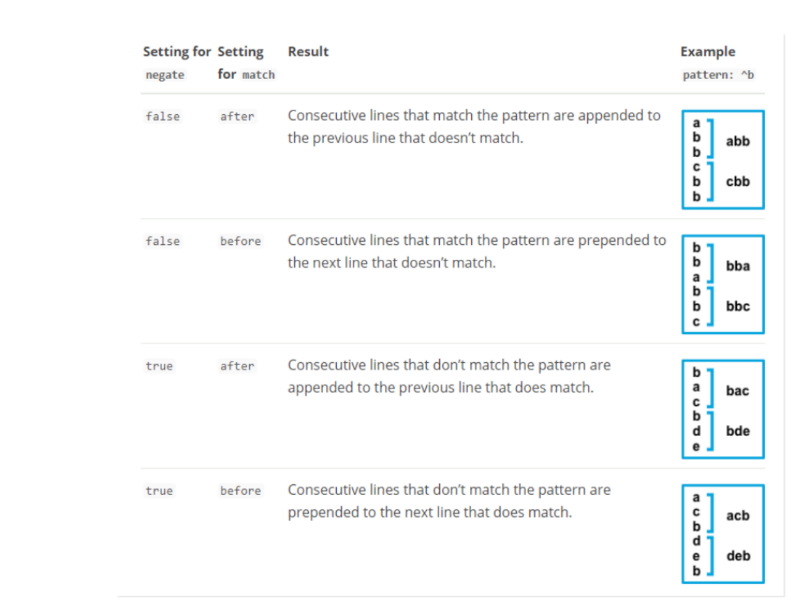 Setting for Setting Result Example
negate for match pattern: ^b
false after Consecutive lines that match the pattern are appended to
the previous line that doesn't match.
a
b
b
c
b
b
abb
cbb
false before Consecutive lines that match the pattern are prepended to
the next line that doesn't match.
b
b
a
b
b
c
bba
bbc
true after Consecutive lines that don't match the pattern are
appended to the previous line that does match.
b
a
c
b
d
e
bac
bde
true before Consecutive lines that don't match the pattern are
prepended to the next line that does match.
a
c
b
d
e
b
acb
deb